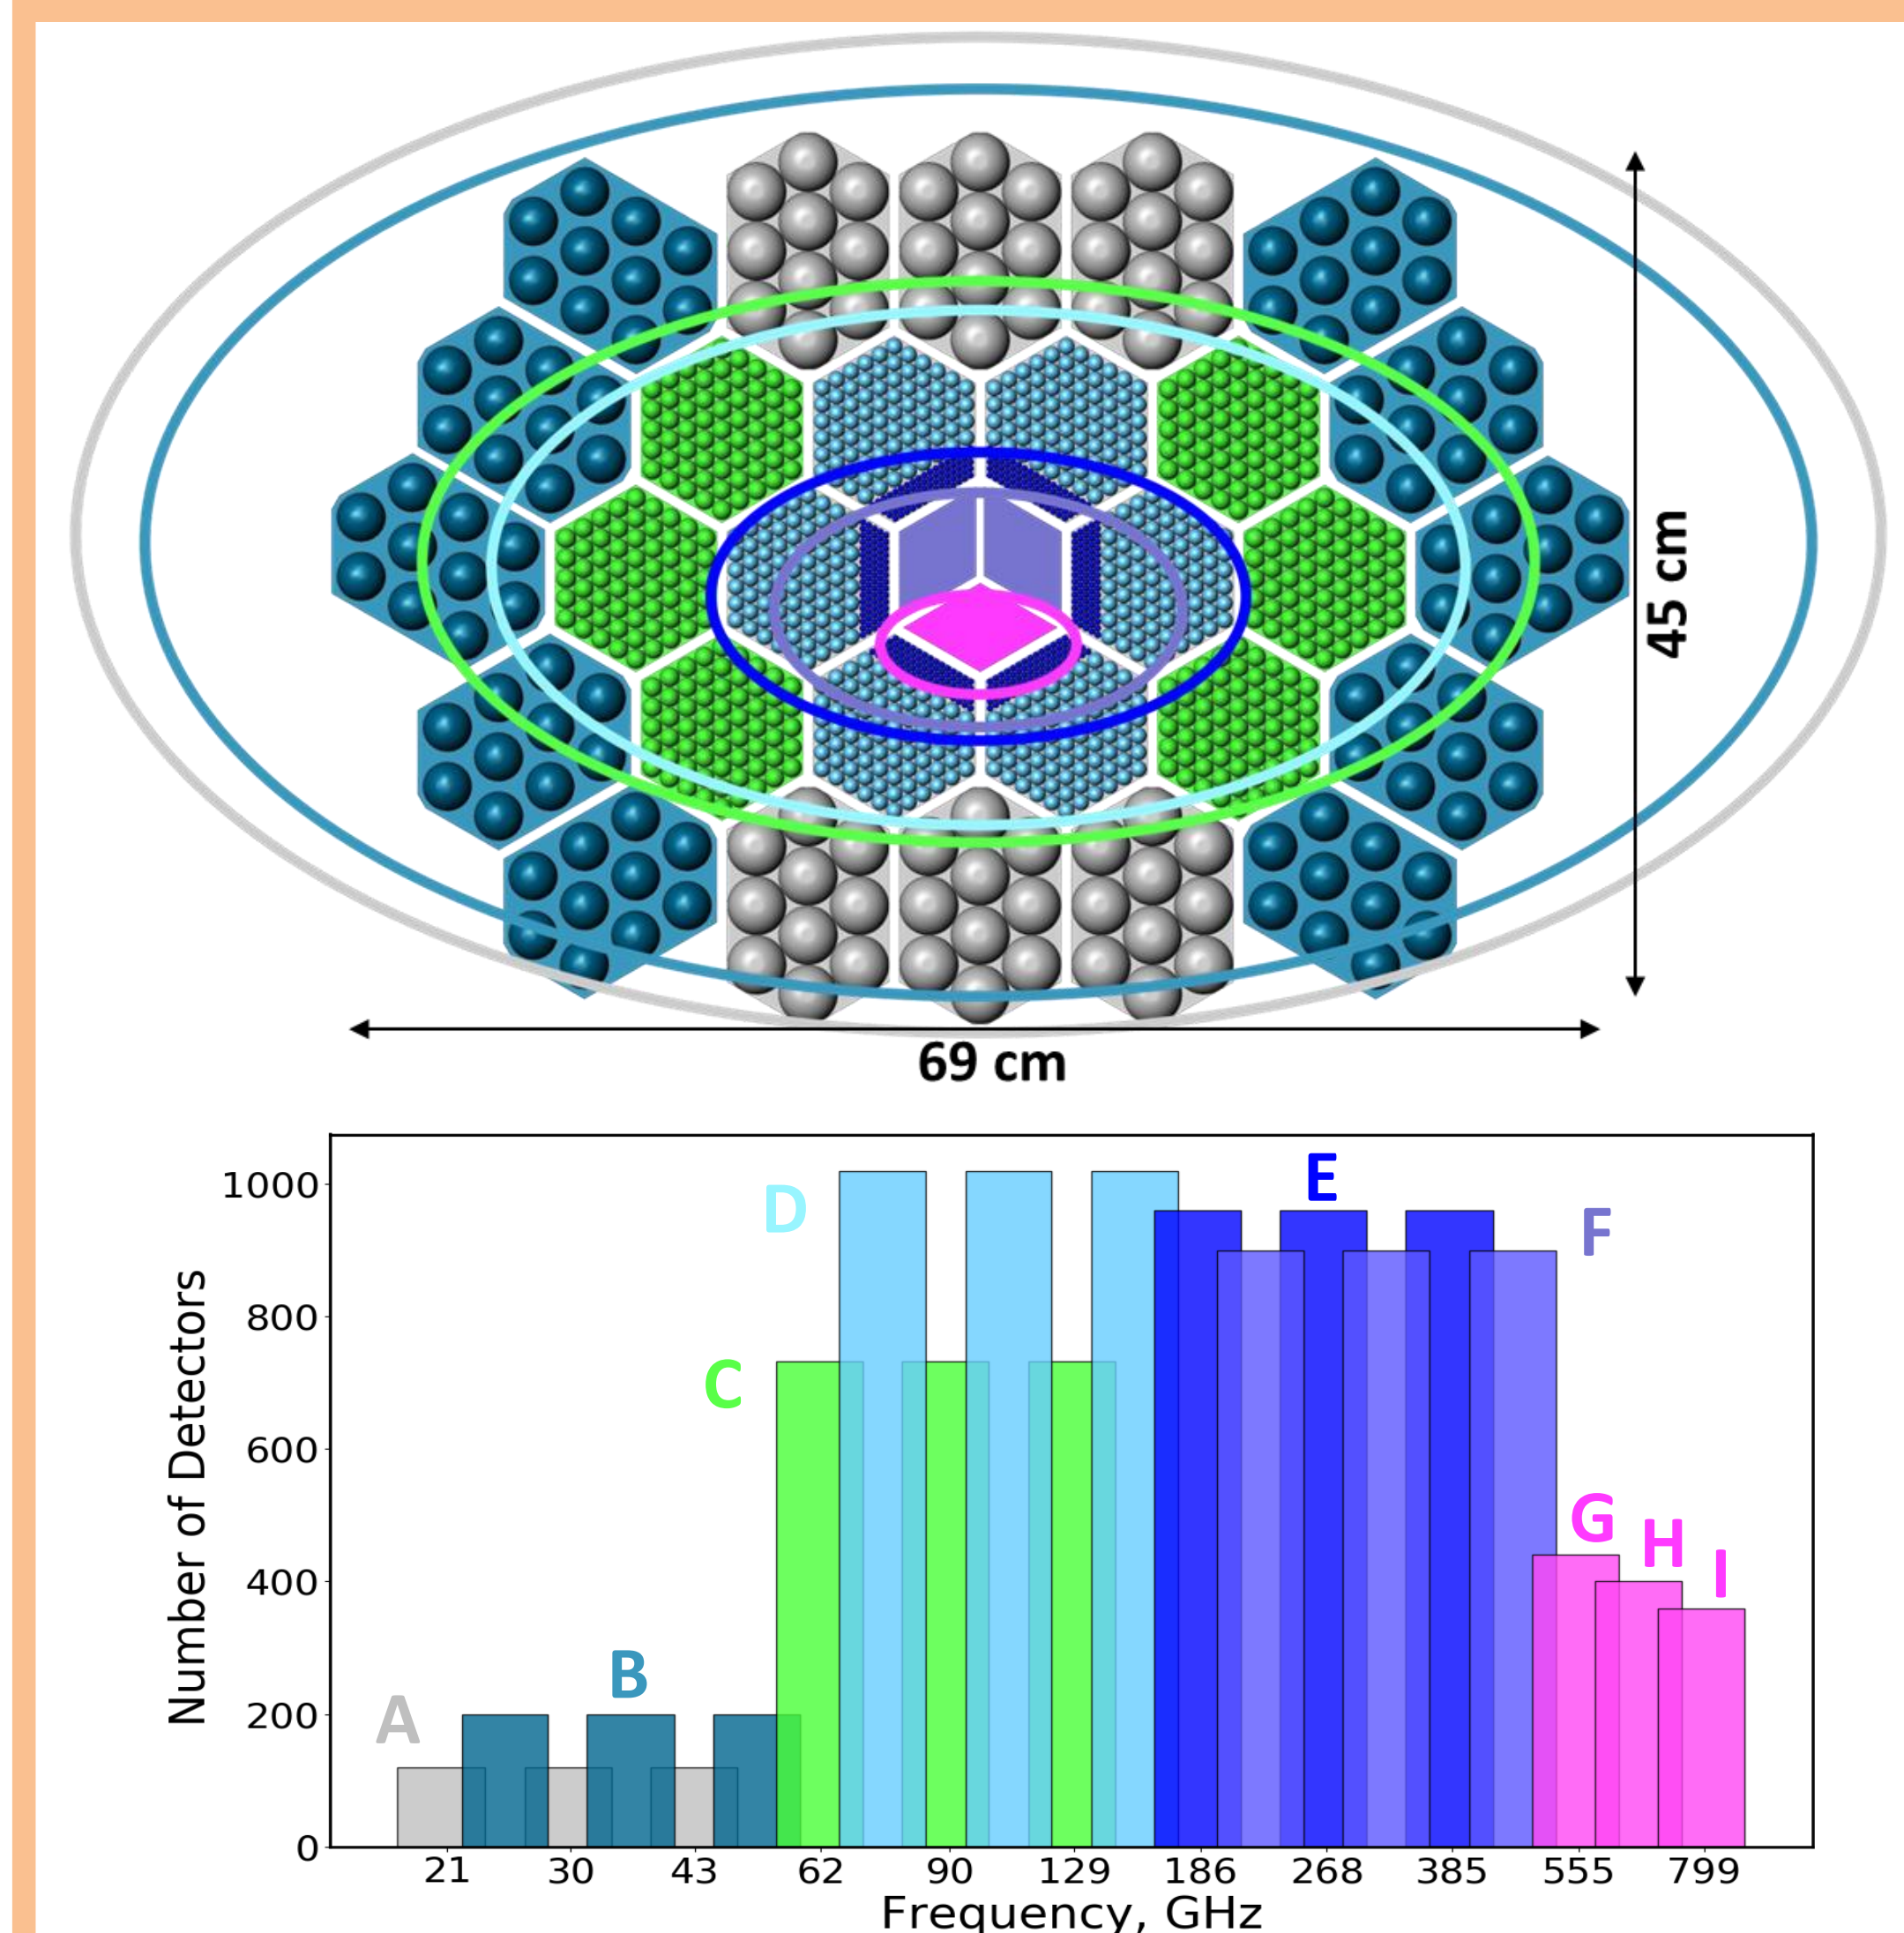 45 cm
69 cm
1000
800
600
400
200
0
Number of Detectors
A
B
C
D
E
F
G
H
I
21 30 43 62 90 129 186 268 385 555 799
Frequency, GHz